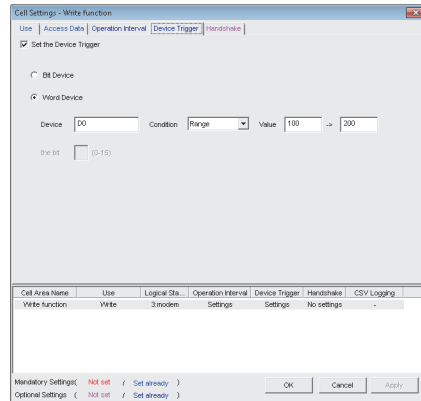 Cell Settings - Write function
Use Access Data Operation Interval Device Trigger Handshake
Set the Device Trigger
Bit Device
Word Device
Device D0 Condition Range Value 100 -> 200
the bit (0-15)
Cell Area Name Use Logical Sta... Operation Interval Device Trigger Handshake CSV Logging
Write function Write 3:modem Settings Settings No settings -
Mandatory Settings( Not set / Set already )
Optional Settings ( Not set / Set already )
OK Cancel Apply